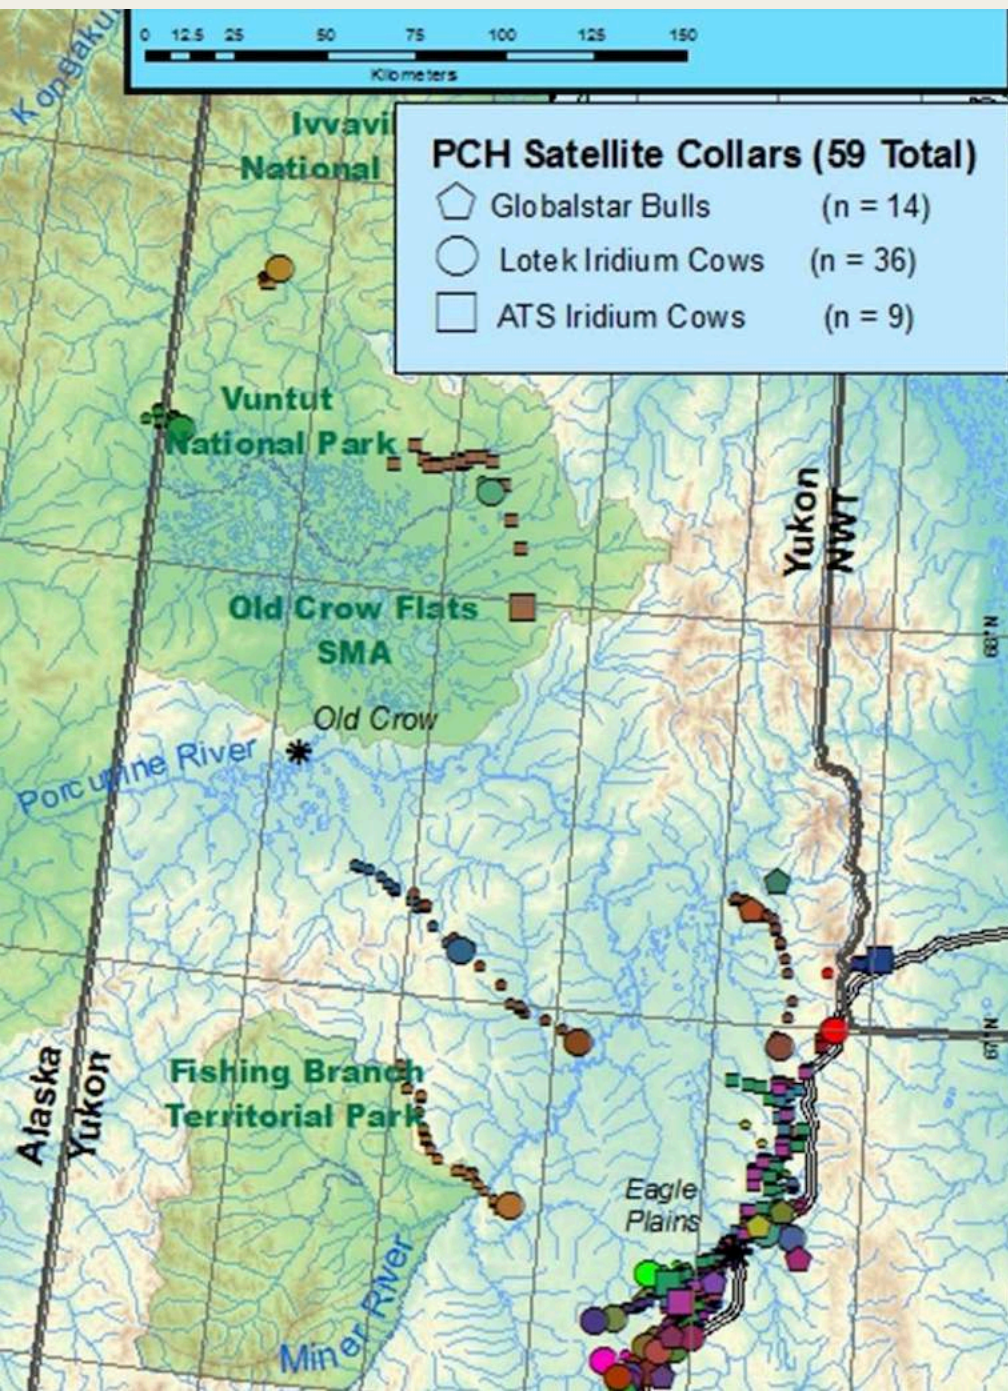 0 12.5 25 50 75 100 125 150
Kilometers
PCH Satellite Collars (59 Total)
Globalstar Bulls (n = 14)
Lotek Iridium Cows (n = 36)
ATS Iridium Cows (n = 9)
National
Vuntut
National Park
Yukon
NWT
Old Crow Flats
SMA
68°N
Old Crow
Porcupine River
67°N
Alaska
Yukon
Fishing Branch
Territorial Park
Eagle
Plains
Miner River